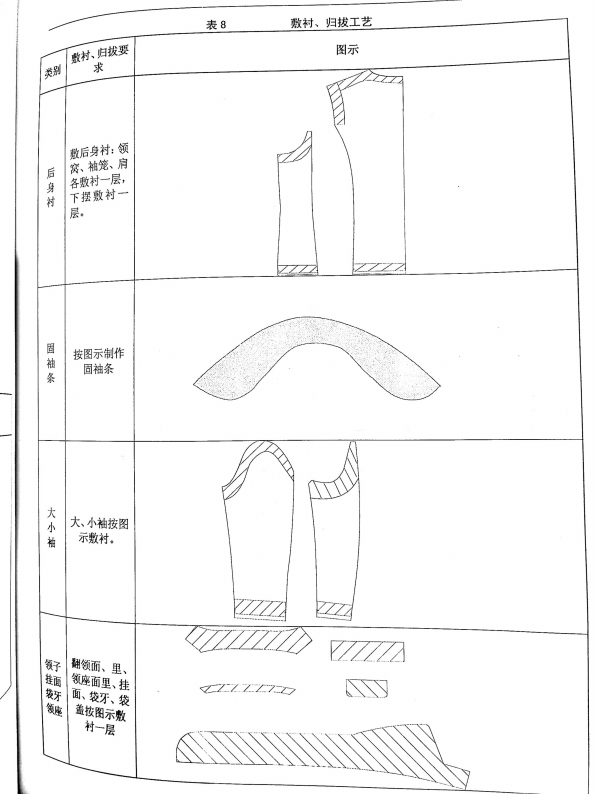 表 8 敷衬、归拔工艺
类别
敷衬、归拔要
求
图示
后
身
衬
敷后身衬：领
窝、袖笼、肩
各敷衬一层，
下摆敷衬一
层。
固
袖
条
按图示制作
固袖条
大
小
袖
大、小袖按图
示敷衬。
领子
挂面
袋牙
领座
翻领面、里、
领座面里、挂
面、袋牙、袋
盖按图示敷
衬一层